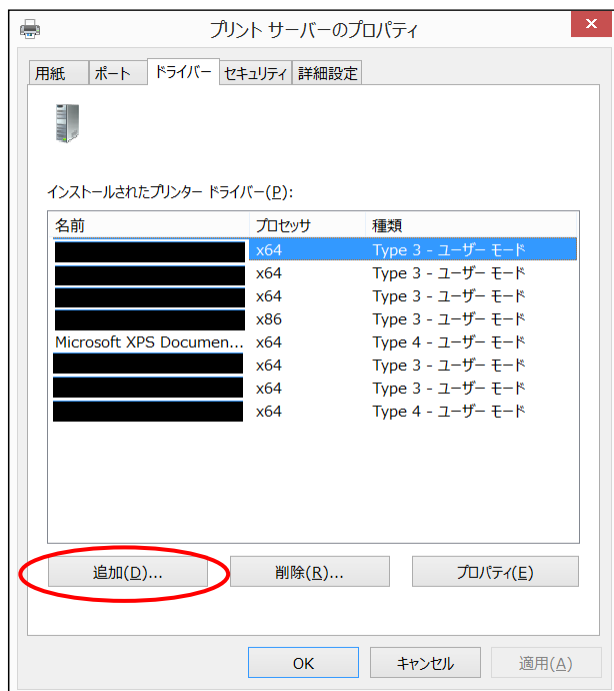 プリント サーバーのプロパティ
用紙 ポート ドライバー セキュリティ 詳細設定
インストールされたプリンター ドライバー(P):
名前 プロセッサ 種類
x64 Type 3 - ユーザー モード
x64 Type 3 - ユーザー モード
x64 Type 3 - ユーザー モード
x86 Type 3 - ユーザー モード
Microsoft XPS Documen... x64 Type 4 - ユーザー モード
x64 Type 3 - ユーザー モード
x64 Type 3 - ユーザー モード
x64 Type 4 - ユーザー モード
追加(D)... 削除(R)... プロパティ(E)
OK キャンセル 適用(A)